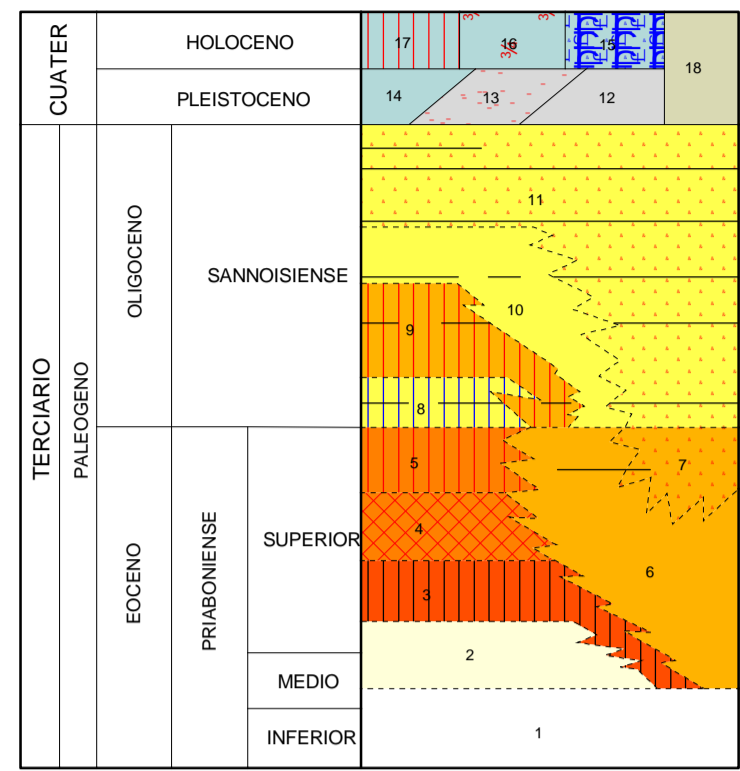 CUATER
HOLOCENO
17
16
15
18
PLEISTOCENO
14
13
12
TERCIARIO
PALEOGENO
OLIGOCENO
SANNOISIENSE
11
10
9
8
EOCENO
PRIABONIENSE
SUPERIOR
5
7
4
6
3
2
MEDIO
INFERIOR
1